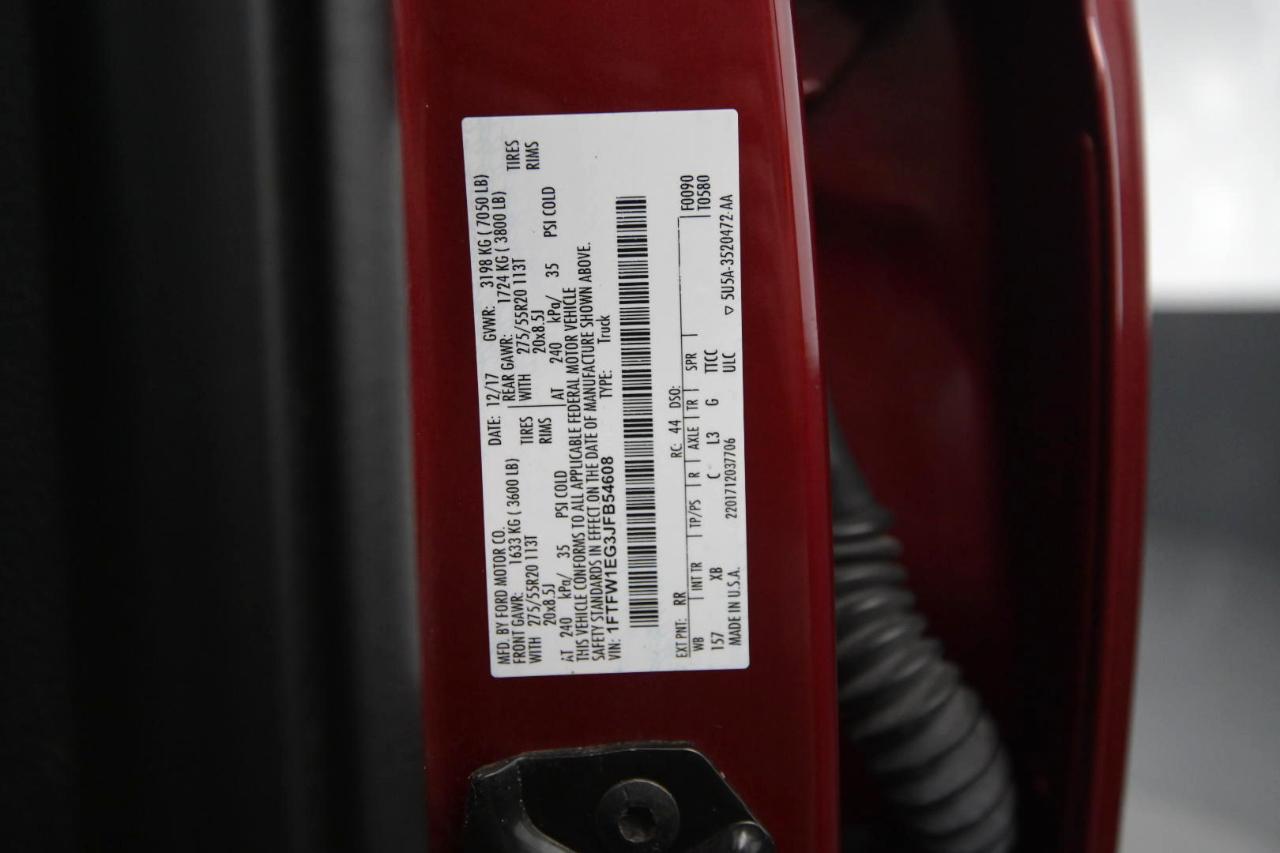 MFD. BY FORD MOTOR CO. DATE: 12/17 GVWR: 3198 KG ( 7050 LB)
FRONT GAWR: 1633 KG ( 3600 LB) REAR GAWR: 1724 KG ( 3800 LB)
WITH 275/55R20 113T TIRES WITH 275/55R20 113T TIRES
20x8.5J RIMS 20x8.5J RIMS
AT 240 kPa/ 35 PSI COLD AT 240 kPa/ 35 PSI COLD
THIS VEHICLE CONFORMS TO ALL APPLICABLE FEDERAL MOTOR VEHICLE
SAFETY STANDARDS IN EFFECT ON THE DATE OF MANUFACTURE SHOWN ABOVE.
VIN: 1FTFW1EG3JFB54608 TYPE: Truck
EXT PNT: RR RC: 44 DSO: F0090
WB INT TR TP/PS R AXLE TR SPR T0580
157 XB C L3 G TTCC
MADE IN U.S.A. 2201712037706 ULC ▽ 5U5A-3520472-AA